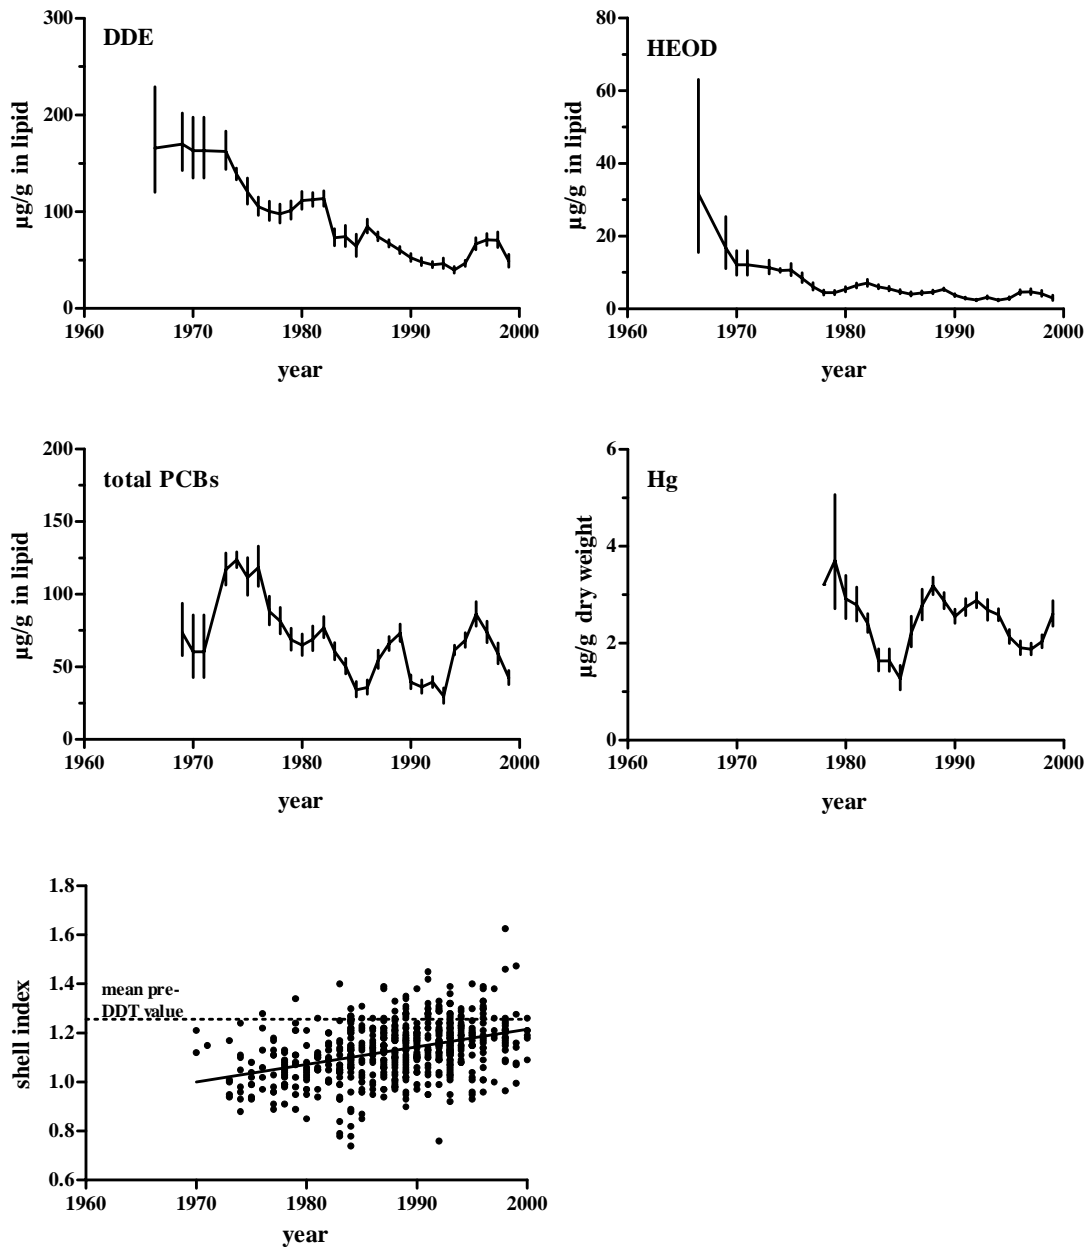 DDE
µg/g in lipid
300
200
100
0
1960 1970 1980 1990 2000
year
HEOD
µg/g in lipid
80
60
40
20
0
1960 1970 1980 1990 2000
year
total PCBs
µg/g in lipid
200
150
100
50
0
1960 1970 1980 1990 2000
year
Hg
µg/g dry weight
6
4
2
0
1960 1970 1980 1990 2000
year
shell index
1.8
1.6
1.4
1.2
1.0
0.8
0.6
mean pre-
DDT value
1960 1970 1980 1990 2000
year